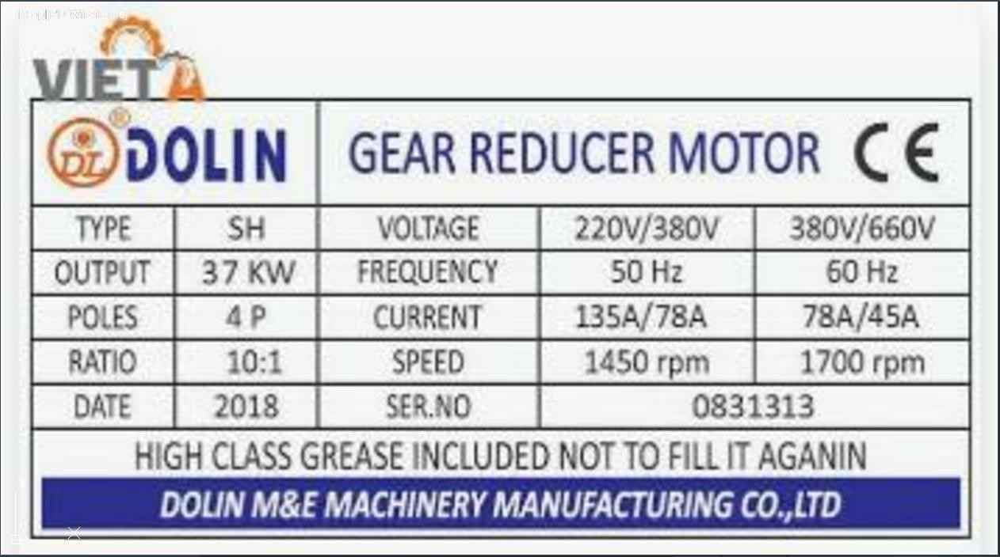 VIET A
DL ® DOLIN GEAR REDUCER MOTOR CE
TYPE SH VOLTAGE 220V/380V 380V/660V
OUTPUT 37 KW FREQUENCY 50 Hz 60 Hz
POLES 4 P CURRENT 135A/78A 78A/45A
RATIO 10:1 SPEED 1450 rpm 1700 rpm
DATE 2018 SER.NO 0831313
HIGH CLASS GREASE INCLUDED NOT TO FILL IT AGANIN
DOLIN M&E MACHINERY MANUFACTURING CO.,LTD